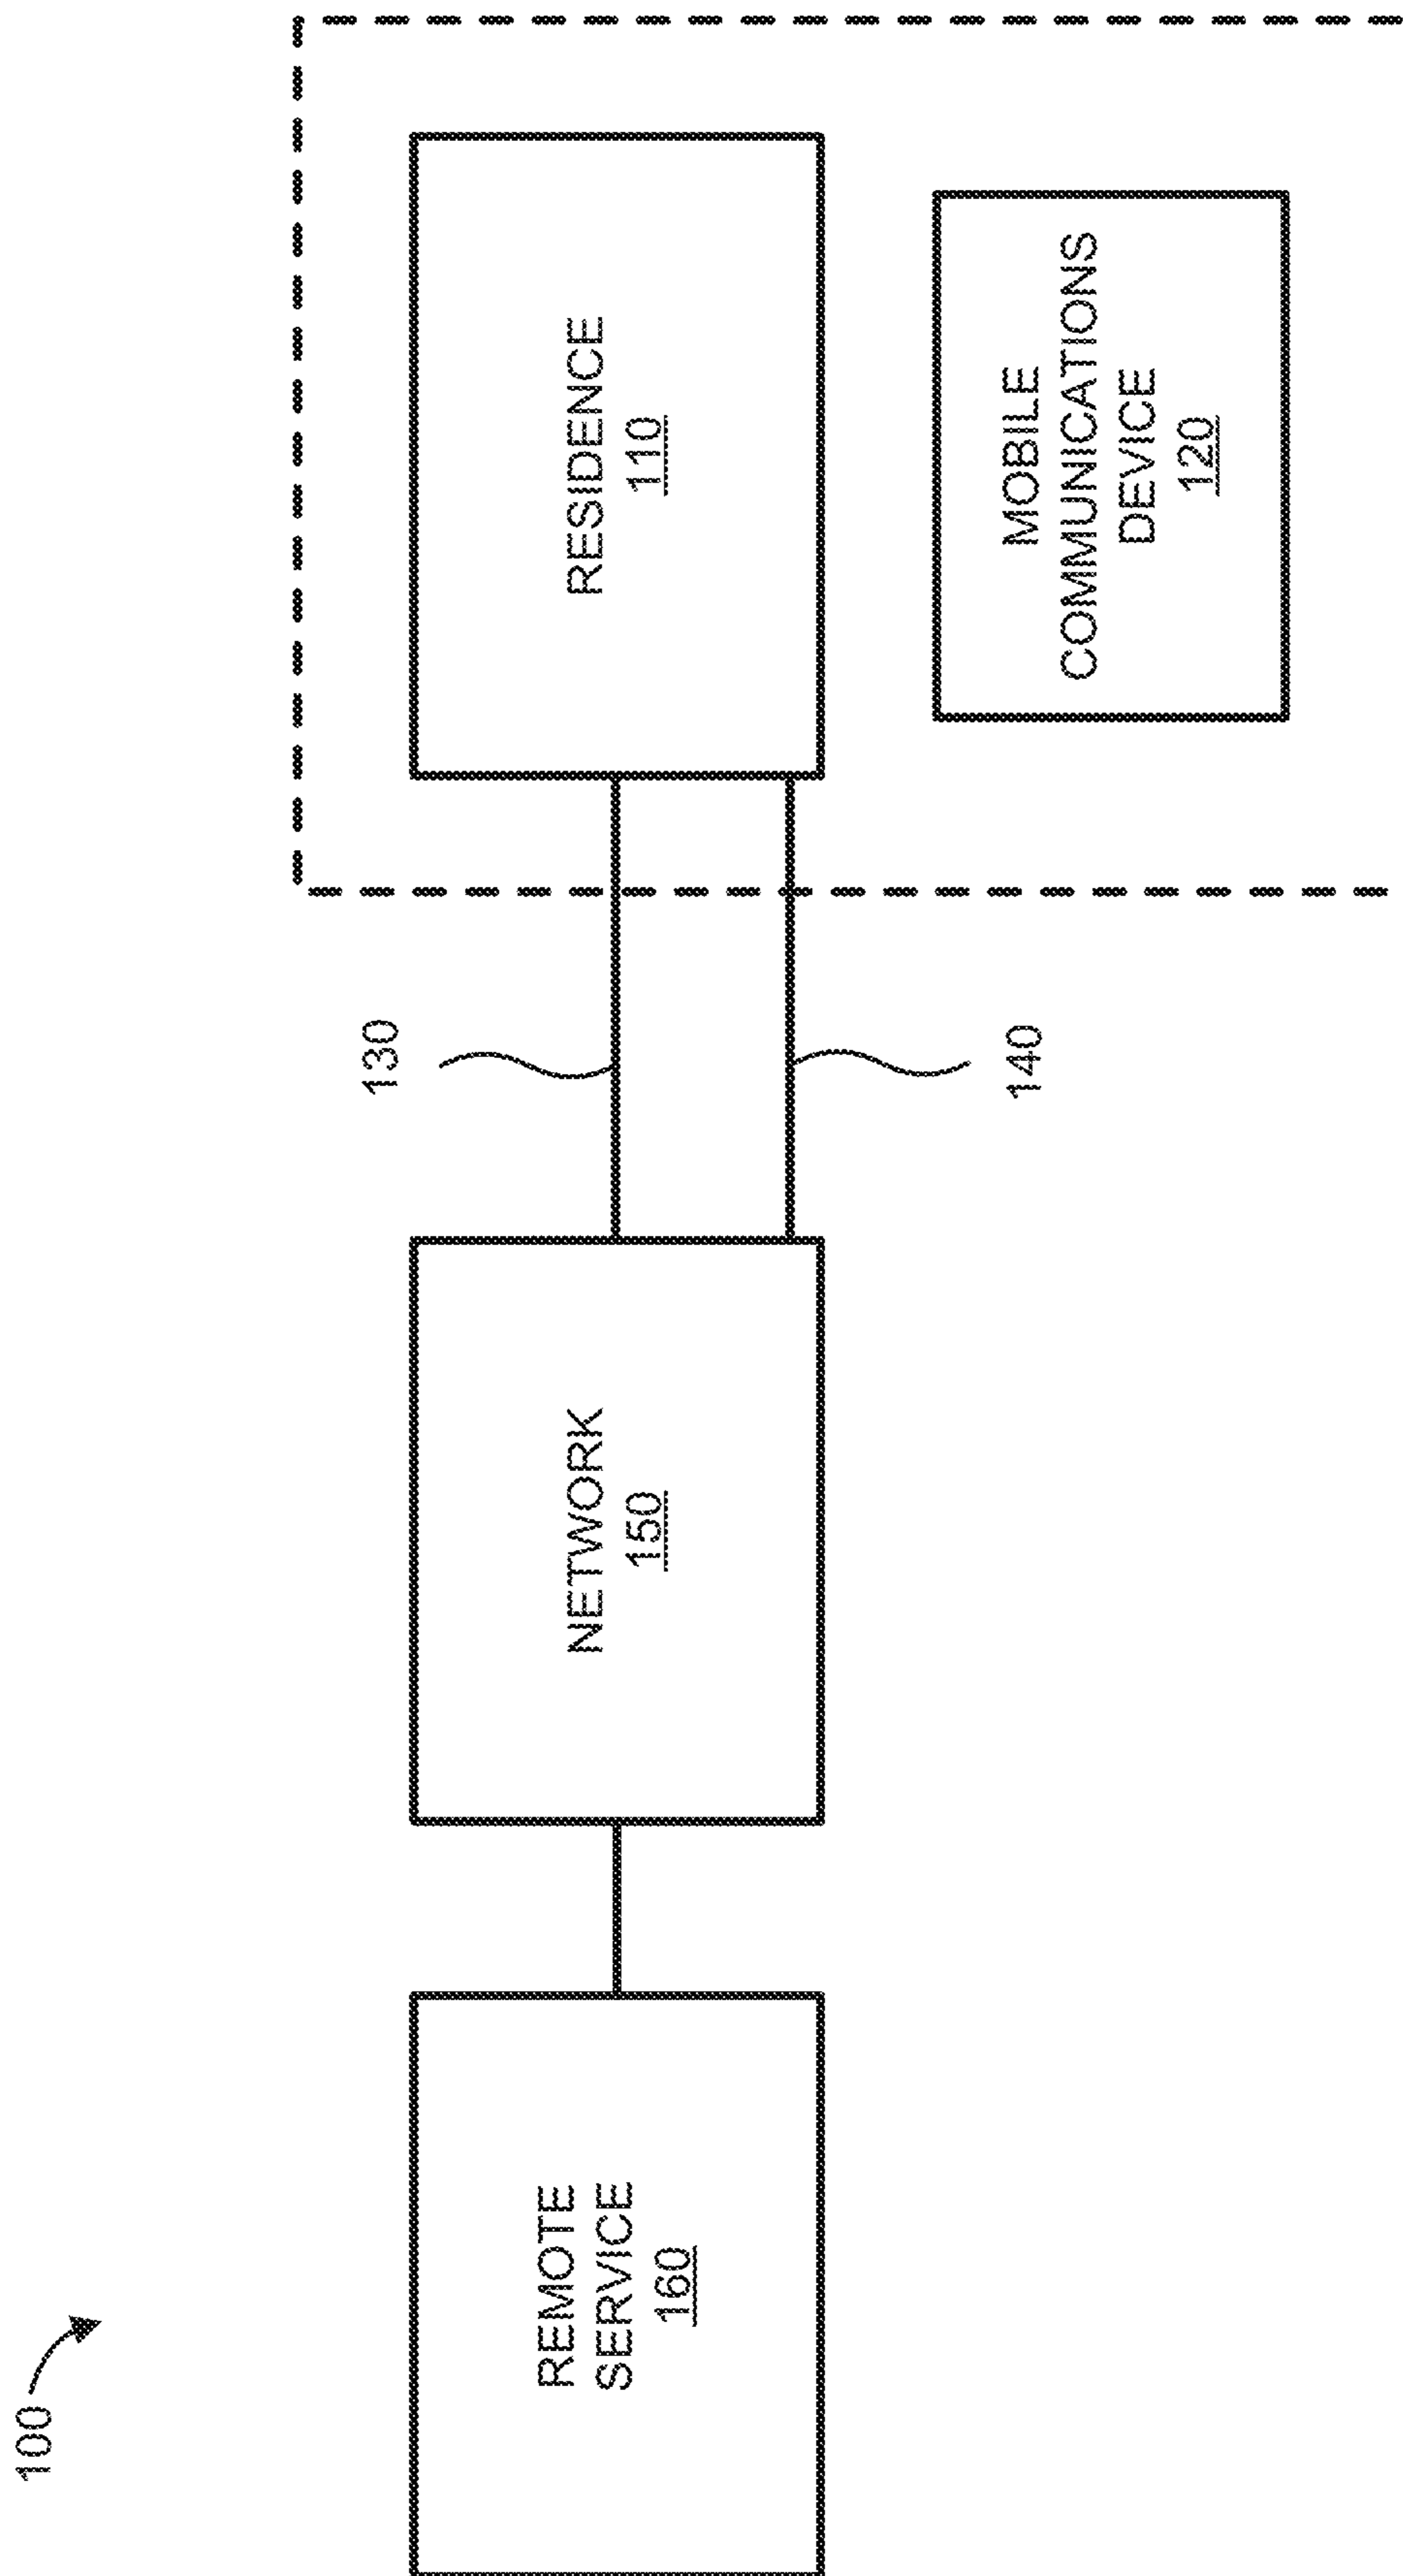 100
REMOTE
SERVICE
160
NETWORK
150
130
140
RESIDENCE
110
MOBILE
COMMUNICATIONS
DEVICE
120